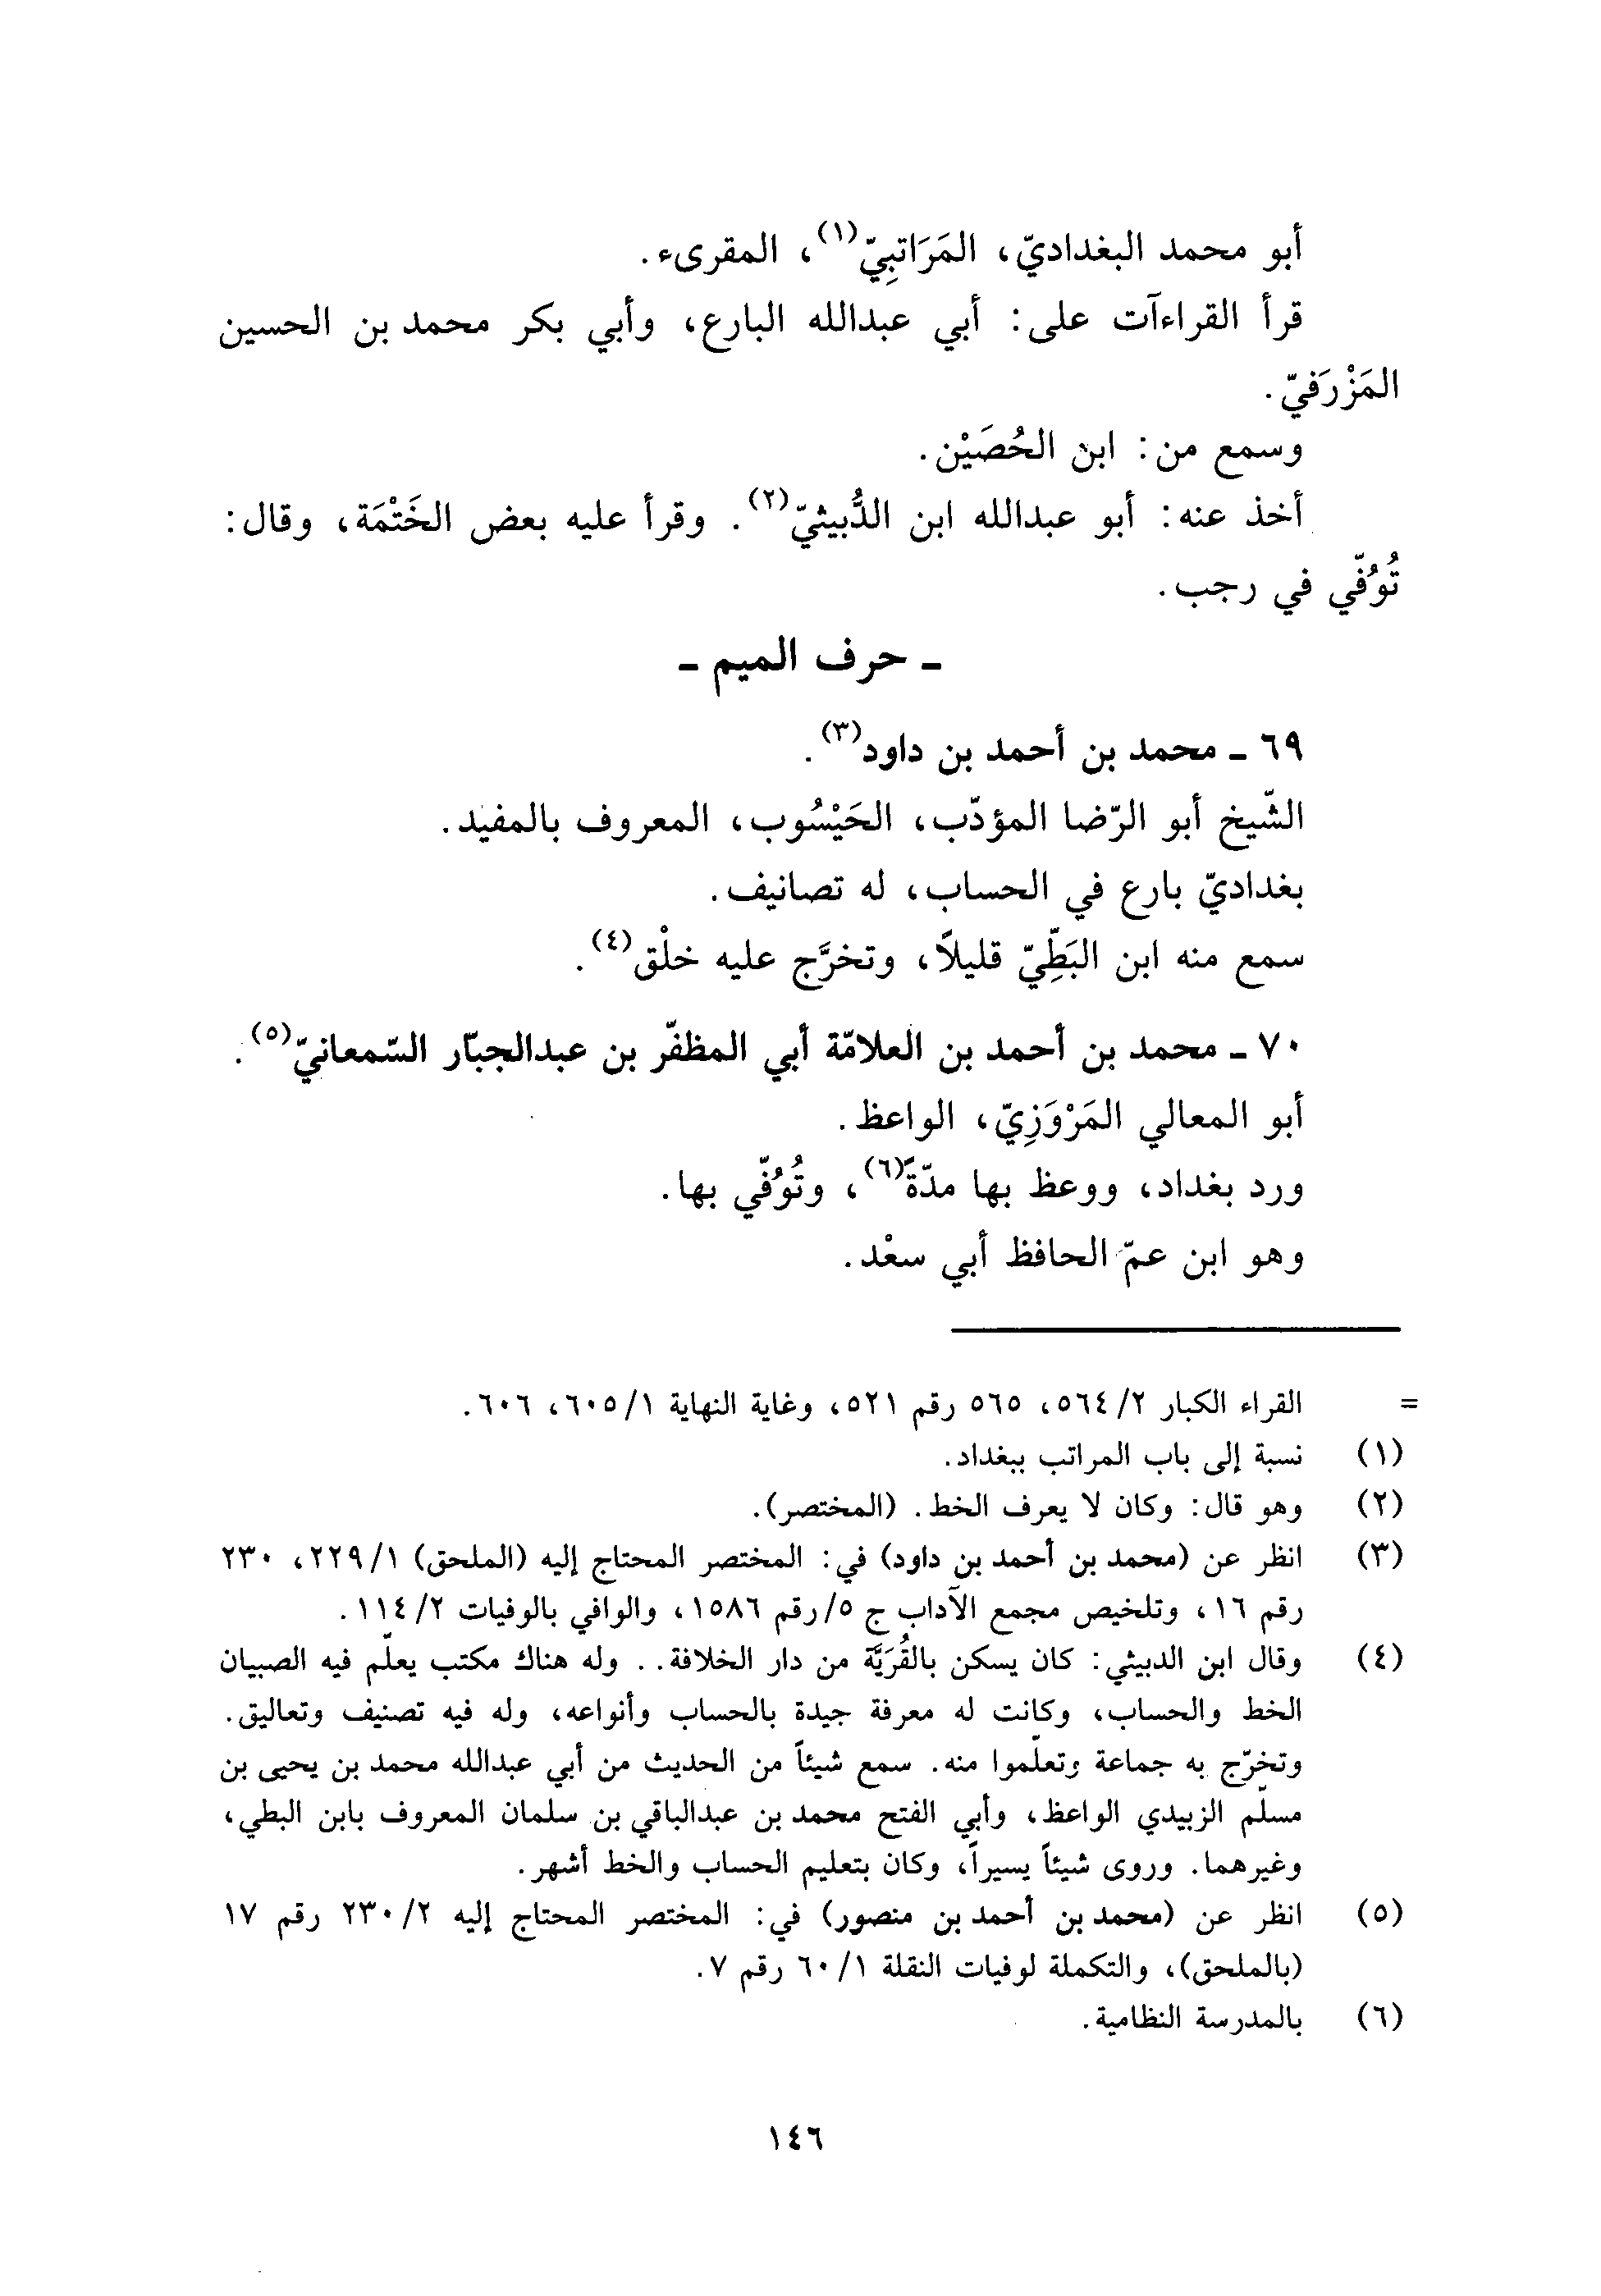 أبو محمد البغداديّ، المَرَاتبِيّ(١)، المقرىء.
قرأ القراءآت على: أبي عبدالله البارع، وأبي بكر محمد بن الحسين
المَزْرَفيّ.
وسمع من: ابن الحُصَيْن.
أخذ عنه: أبو عبدالله ابن الدُّبيثيّ(٢). وقرأ عليه بعض الخَتْمَة، وقال:
تُوُفّي في رجب.
ـ حرف الميم ـ
٦٩ ـ محمد بن أحمد بن داود(٣).
الشّيخ أبو الرّضا المؤدّب، الحَيْسُوب، المعروف بالمفيد.
بغداديّ بارع في الحساب، له تصانيف.
سمع منه ابن البَطِّيّ قليلاً، وتخرَّج عليه خلْق(٤).
٧٠ ـ محمد بن أحمد بن العلامّة أبي المظفّر بن عبدالجبّار السّمعانيّ(٥).
أبو المعالي المَرْوَزِيّ، الواعظ.
ورد بغداد، ووعظ بها مدّةً(٦)، وتُوُفّي بها.
وهو ابن عمّ الحافظ أبي سعْد.
= القراء الكبار ٢/ ٥٦٤، ٥٦٥ رقم ٥٢١، وغاية النهاية ١/ ٦٠٥، ٦٠٦.
(١) نسبة إلى باب المراتب ببغداد.
(٢) وهو قال: وكان لا يعرف الخط. (المختصر).
(٣) انظر عن (محمد بن أحمد بن داود) في: المختصر المحتاج إليه (الملحق) ١/ ٢٢٩، ٢٣٠
رقم ١٦، وتلخيص مجمع الآداب ج ٥/رقم ١٥٨٦، والوافي بالوفيات ٢/ ١١٤.
(٤) وقال ابن الدبيثي: كان يسكن بالقُرَيَّة من دار الخلافة.. وله هناك مكتب يعلّم فيه الصبيان
الخط والحساب، وكانت له معرفة جيدة بالحساب وأنواعه، وله فيه تصنيف وتعاليق.
وتخرّج به جماعة وتعلّموا منه. سمع شيئاً من الحديث من أبي عبدالله محمد بن يحيى بن
مسلّم الزبيدي الواعظ، وأبي الفتح محمد بن عبدالباقي بن سلمان المعروف بابن البطي،
وغيرهما. وروى شيئاً يسيراً، وكان بتعليم الحساب والخط أشهر.
(٥) انظر عن (محمد بن أحمد بن منصور) في: المختصر المحتاج إليه ٢/ ٢٣٠ رقم ١٧
(بالملحق)، والتكملة لوفيات النقلة ١/ ٦٠ رقم ٧.
(٦) بالمدرسة النظامية.
١٤٦